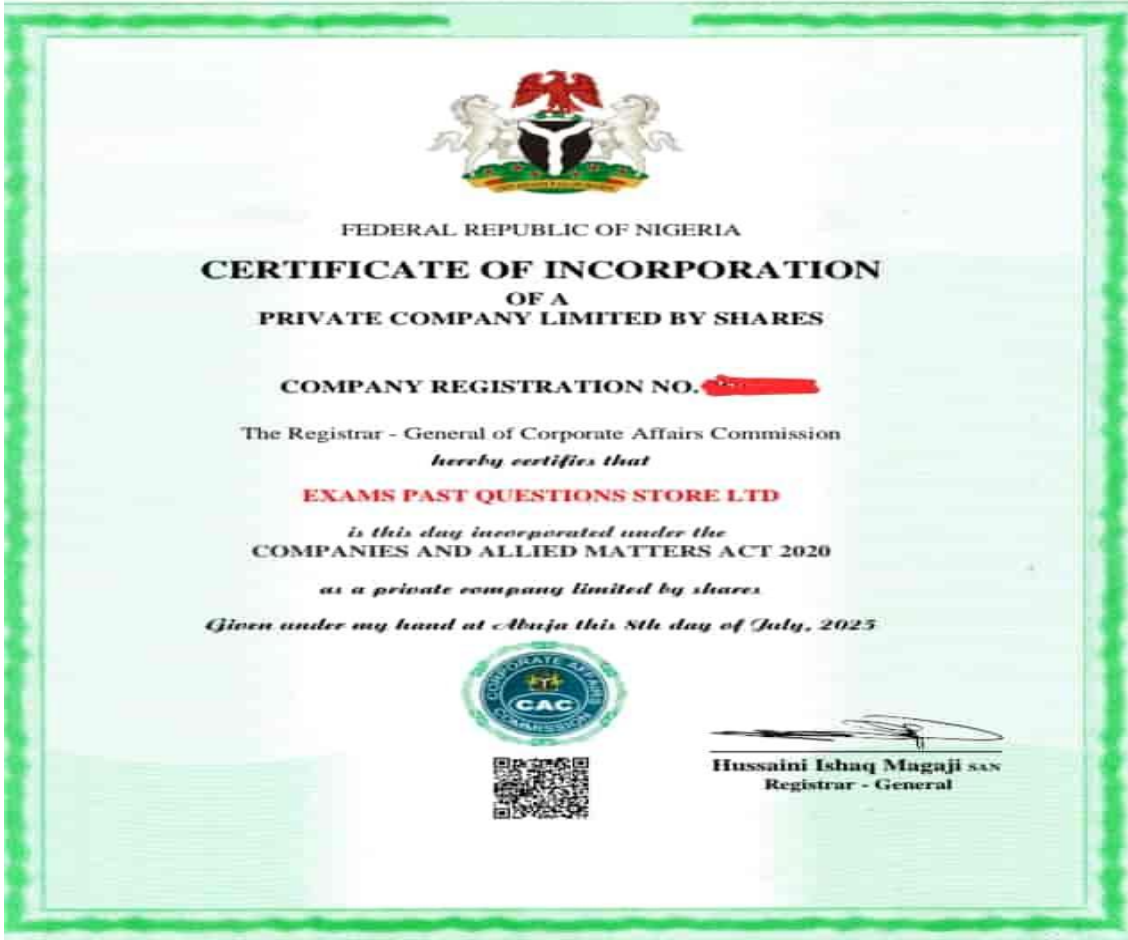 FEDERAL REPUBLIC OF NIGERIA
CERTIFICATE OF INCORPORATION
OF A
PRIVATE COMPANY LIMITED BY SHARES
COMPANY REGISTRATION NO.
The Registrar - General of Corporate Affairs Commission
hereby certifies that
EXAMS PAST QUESTIONS STORE LTD
is this day incorporated under the
COMPANIES AND ALLIED MATTERS ACT 2020
as a private company limited by shares
Given under my hand at Abuja this 8th day of July, 2025
CORPORATE AFFAIRS
CAC
COMMISSION
Hussaini Ishaq Magaji SAN
Registrar - General